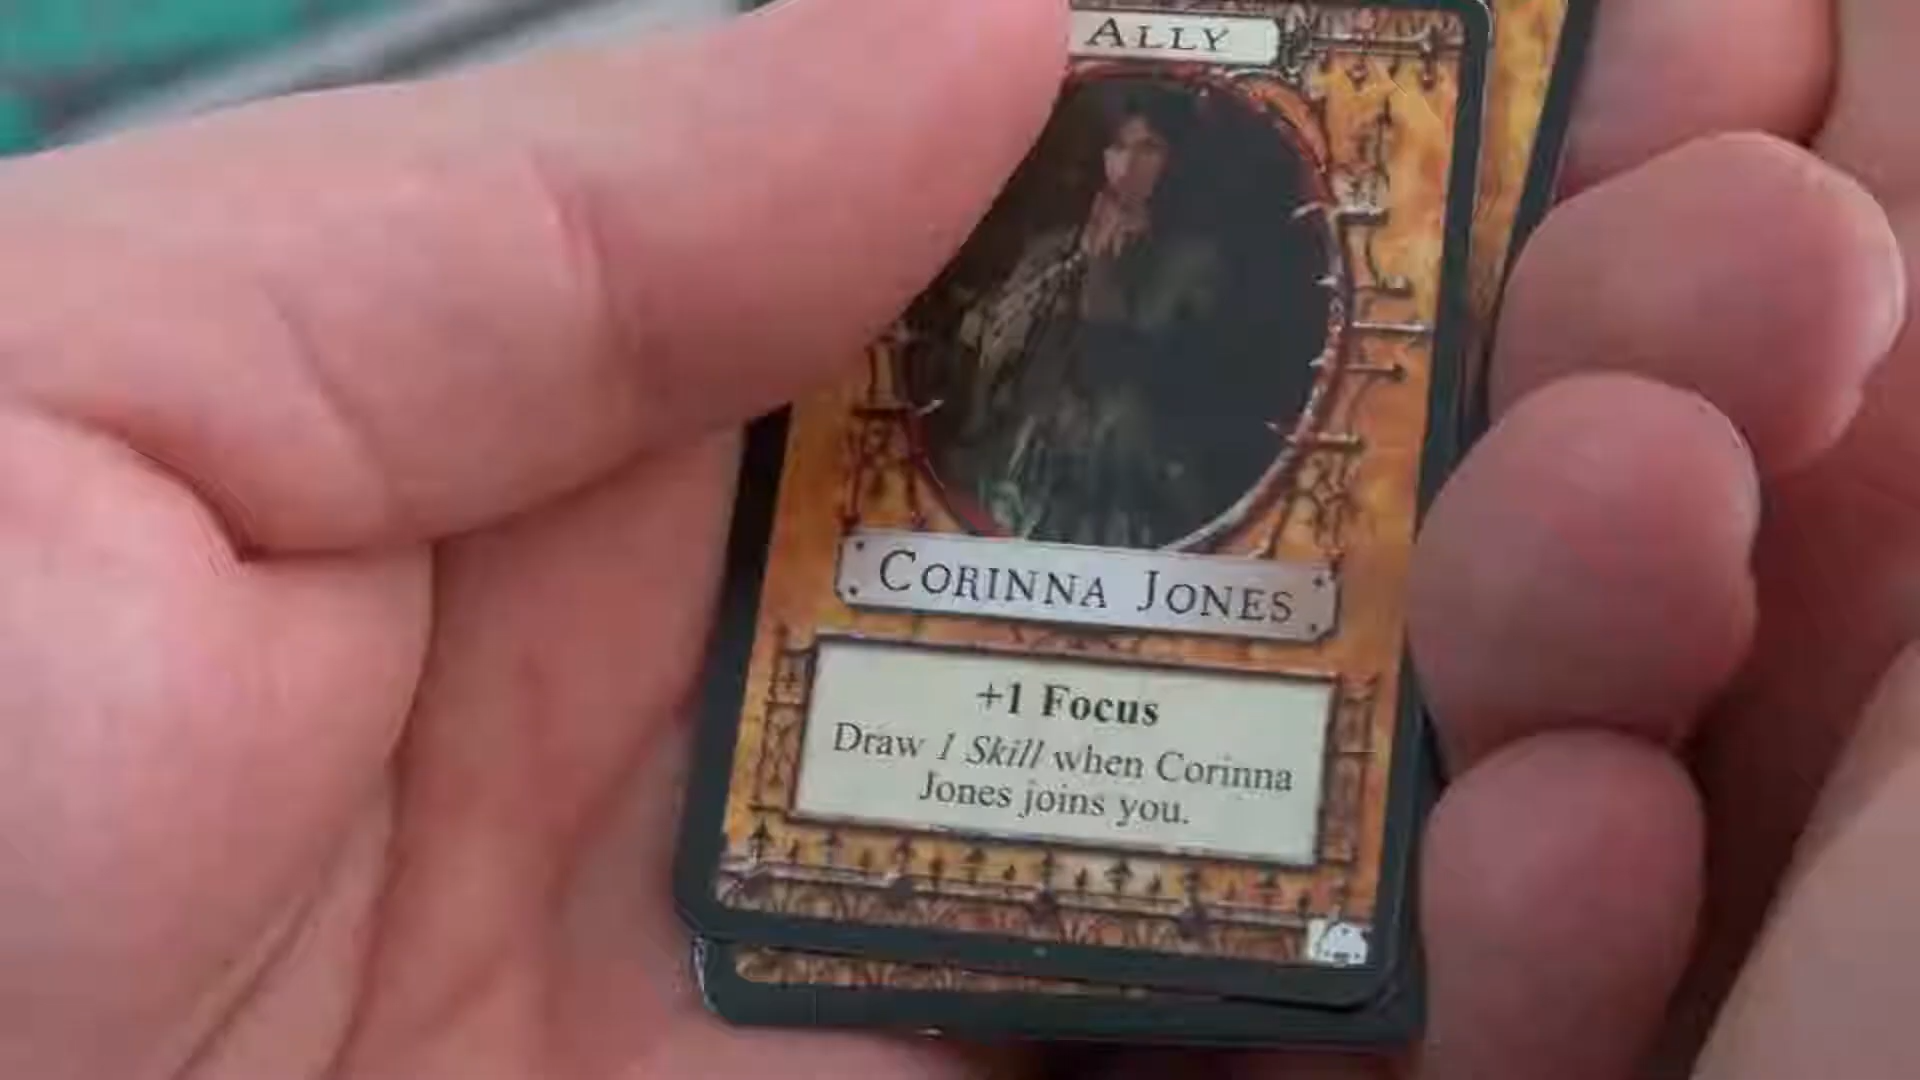 ALLY
CORINNA JONES
+1 Focus
Draw 1 Skill when Corinna
Jones joins you.